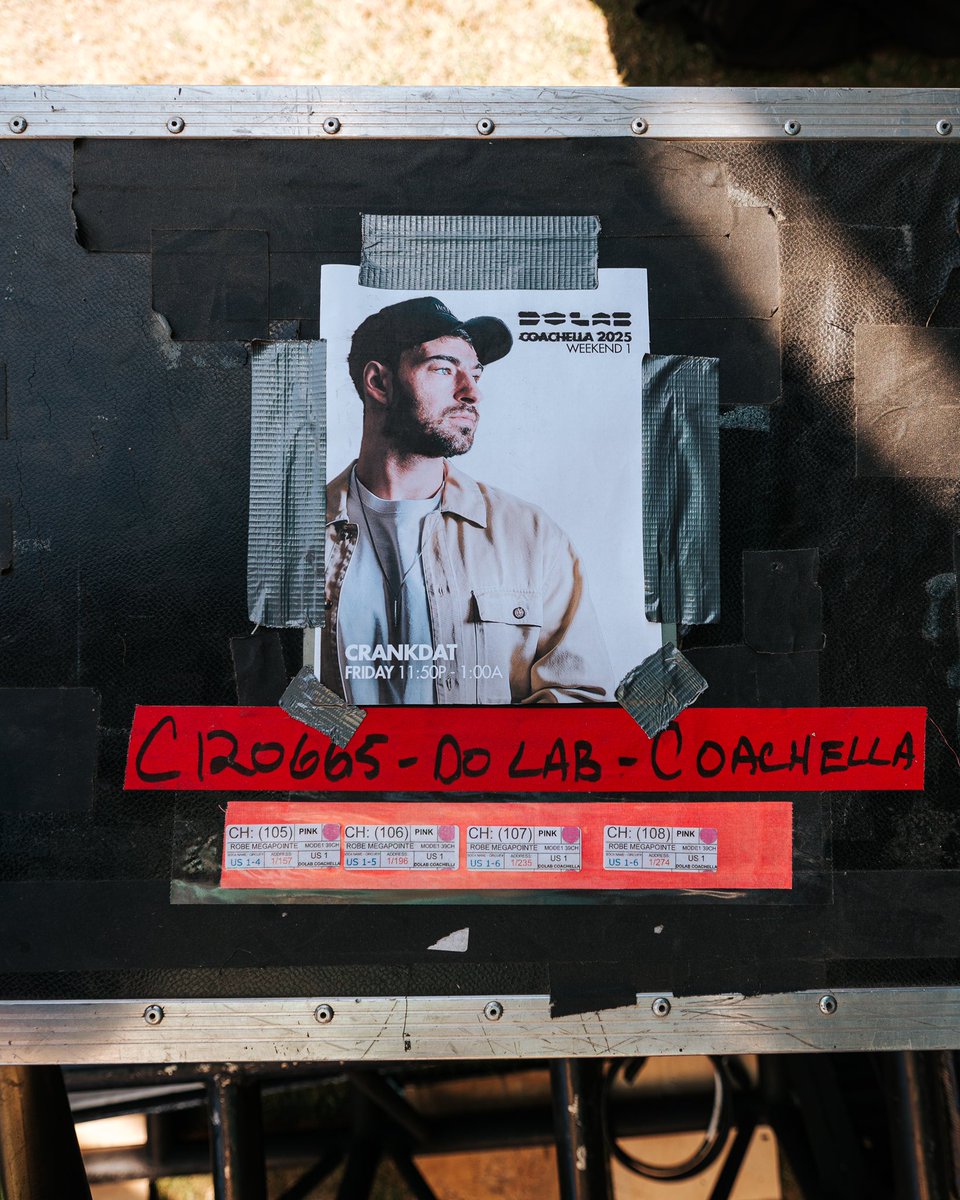 DO LAB
COACHELLA 2025
WEEKEND 1
CRANKDAT
FRIDAY 11:50P - 1:00A
C120665 - DO LAB - COACHELLA
CH: (105) PINK
ROBE MEGAPOINTE MODE1 39CH
US 1-4 1/157 US 1
DOLAB COACHELLA
CH: (106) PINK
ROBE MEGAPOINTE MODE1 39CH
US 1-5 1/196 US 1
DOLAB COACHELLA
CH: (107) PINK
ROBE MEGAPOINTE MODE1 39CH
ADDRESS
US 1-6 1/235 US 1
DOLAB COACHELLA
CH: (108) PINK
ROBE MEGAPOINTE MODE1 39CH
ADDRESS
US 1-6 1/274 US 1
DOLAB COACHELLA